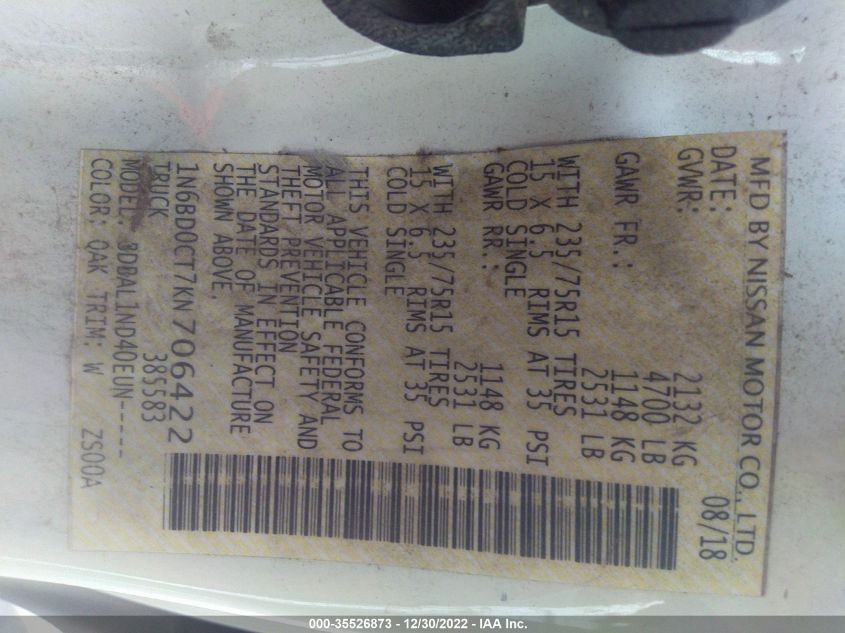 MFD BY NISSAN MOTOR CO., LTD.
DATE: 08/18
GVWR: 2132 KG
4700 LB
GAWR FR.: 1148 KG
2531 LB
WITH 235/75R15 TIRES
15 X 6.5 RIMS AT 35 PSI
COLD SINGLE
GAWR RR.: 1148 KG
2531 LB
WITH 235/75R15 TIRES
15 X 6.5 RIMS AT 35 PSI
COLD SINGLE
THIS VEHICLE CONFORMS TO
ALL APPLICABLE FEDERAL
MOTOR VEHICLE SAFETY AND
THEFT PREVENTION
STANDARDS IN EFFECT ON
THE DATE OF MANUFACTURE
SHOWN ABOVE.
1N6BD0CT7KN706422
TRUCK 385583
MODEL: BDBAL1ND40EUN-----
COLOR: QAK TRIM: W ZS00A
000-35526873 - 12/30/2022 - IAA Inc.